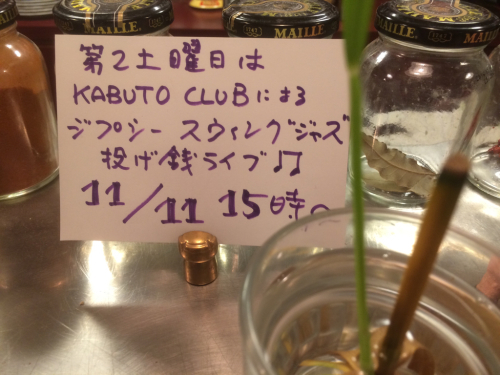 MAILLE
MAILLE
MAILLE
第2土曜日は
KABUTO CLUBによる
ジプシースウィングジャズ
投げ銭ライブ♫
11/11 15時〜